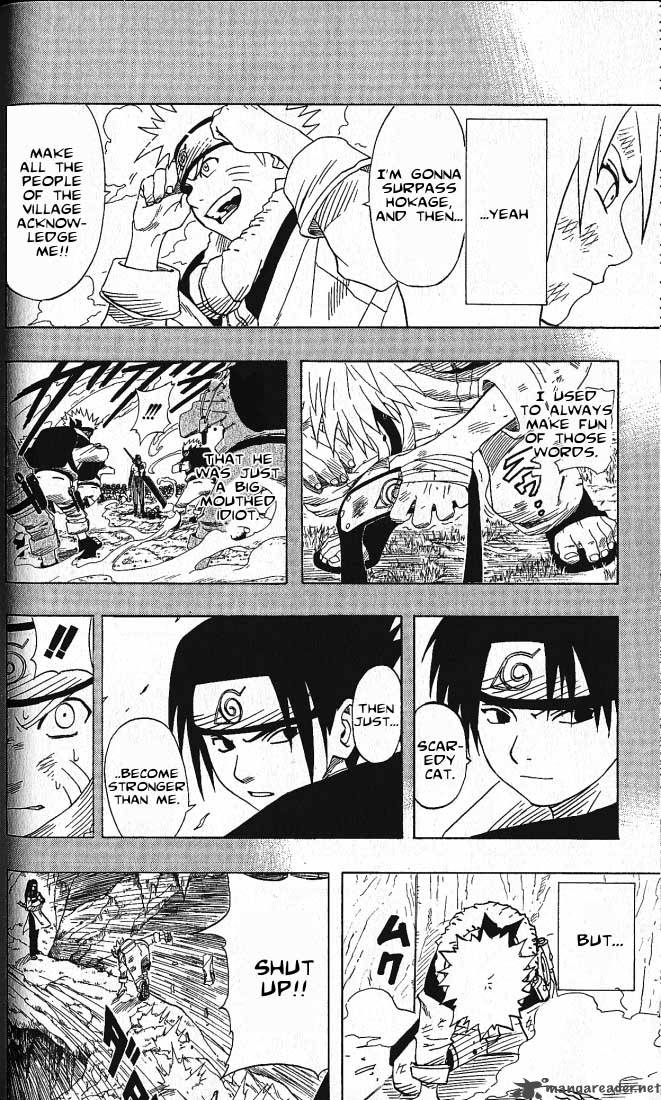 ...YEAH
I'M GONNA
SURPASS
HOKAGE,
AND THEN...
MAKE
ALL THE
PEOPLE
OF THE
VILLAGE
ACKNOW-
LEDGE
ME!!
I USED
TO ALWAYS
MAKE FUN
OF THOSE
WORDS.
THAT HE
WAS JUST
A BIG
MOUTHED
IDIOT.
!!!
SCAR-
EDY
CAT.
THEN
JUST...
..BECOME
STRONGER
THAN ME.
!!
BUT...
ムク
SHUT
UP!!
mangareader.net